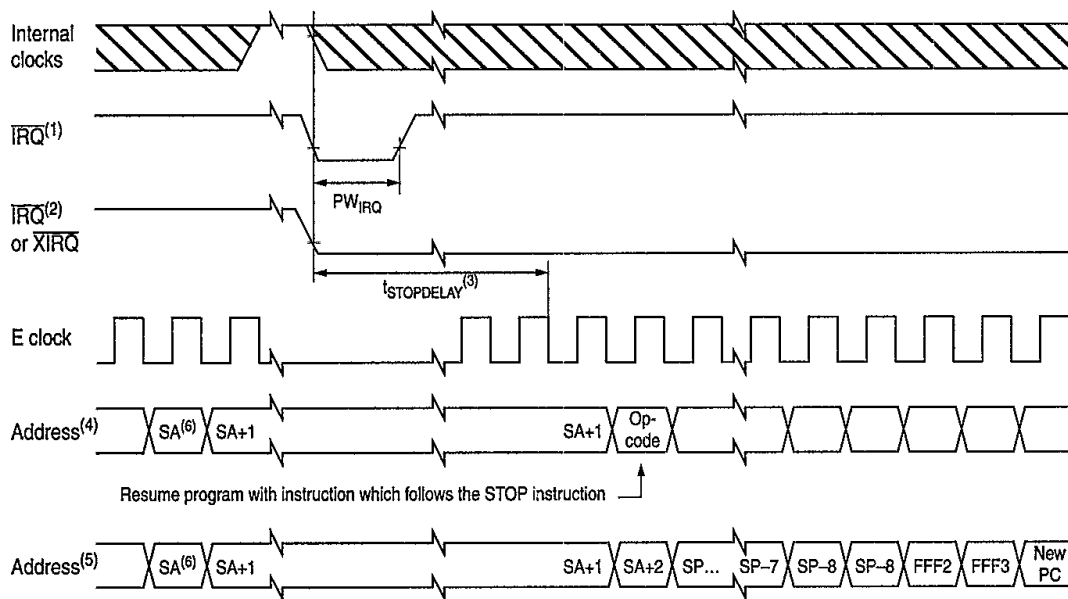 Internal
clocks
IRQ(1)
PW_IRQ
IRQ(2)
or XIRQ
t_STOPDELAY(3)
E clock
Address(4) SA(6) SA+1 SA+1 Op-
code
Resume program with instruction which follows the STOP instruction
Address(5) SA(6) SA+1 SA+1 SA+2 SP... SP–7 SP–8 SP–8 FFF2 FFF3 New
PC